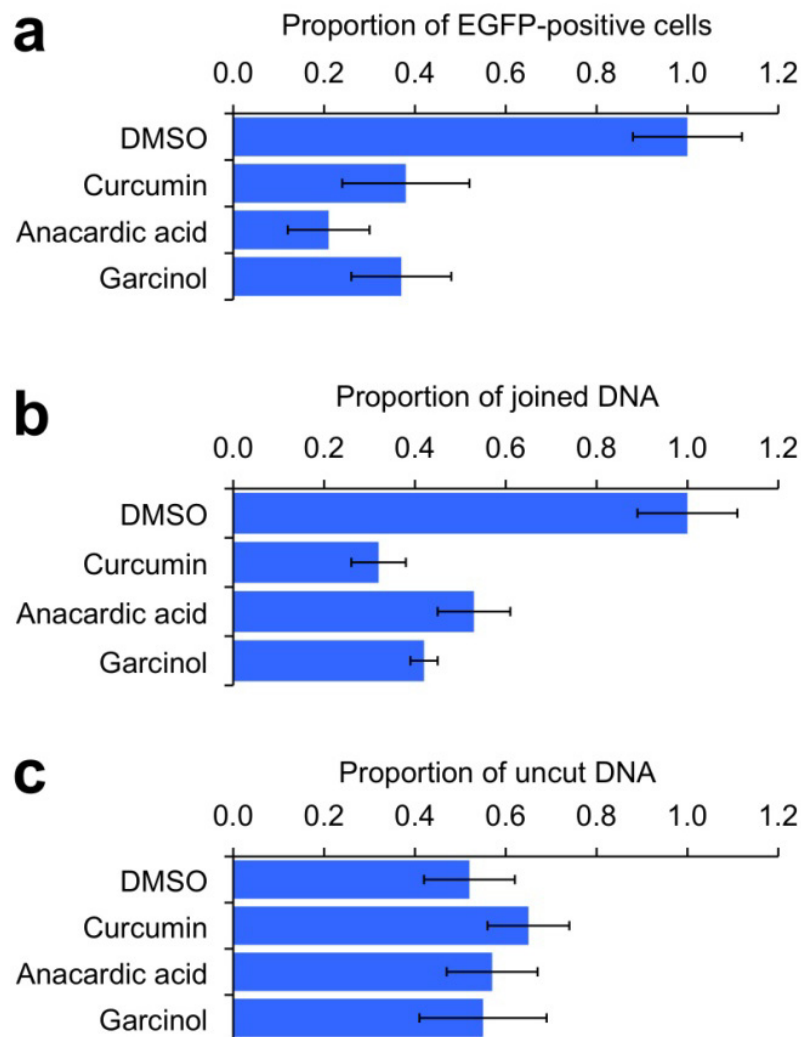 a
Proportion of EGFP-positive cells
0.0 0.2 0.4 0.6 0.8 1.0 1.2
DMSO
Curcumin
Anacardic acid
Garcinol
b
Proportion of joined DNA
0.0 0.2 0.4 0.6 0.8 1.0 1.2
DMSO
Curcumin
Anacardic acid
Garcinol
c
Proportion of uncut DNA
0.0 0.2 0.4 0.6 0.8 1.0 1.2
DMSO
Curcumin
Anacardic acid
Garcinol